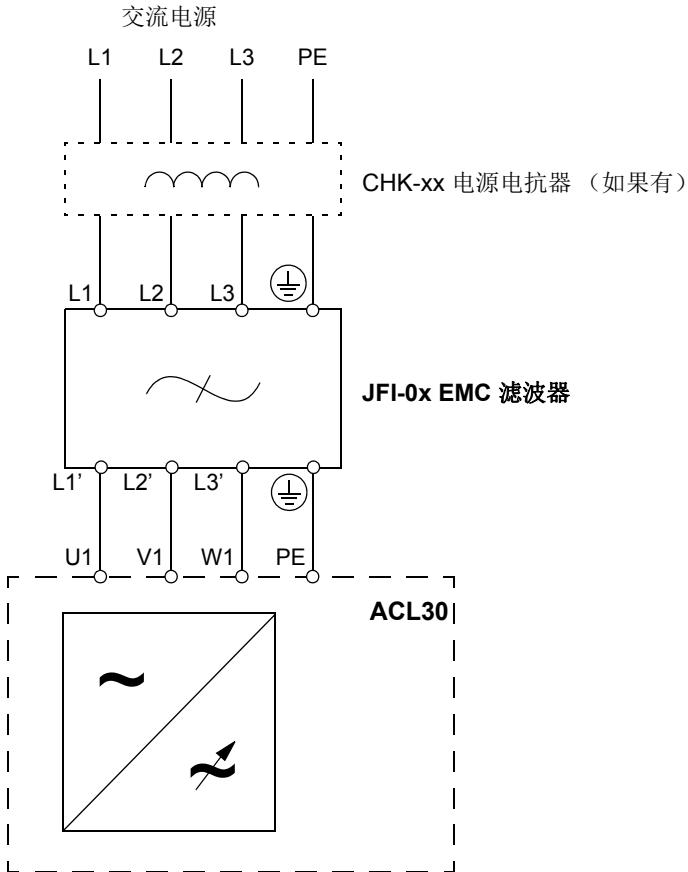 交流电源
L1 L2 L3 PE
CHK-xx 电源电抗器 （如果有）
L1 L2 L3
JFI-0x EMC 滤波器
L1’ L2’ L3’
U1 V1 W1 PE
ACL30